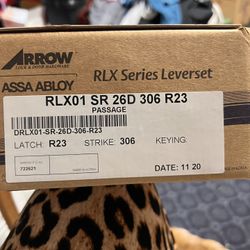 ARROW
LOCK & DOOR HARDWARE
ASSA ABLOY
RLX Series Leverset
RLX01 SR 26D 306 R23
PASSAGE
DRLX01-SR-26D-306-R23
LATCH: R23 STRIKE: 306 KEYING:
722621
DATE: 11 20